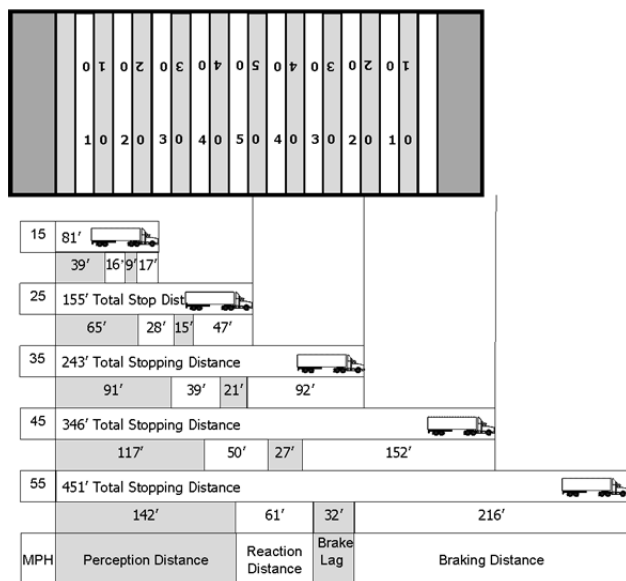 0 1 0 2 0 3 0 4 0 5 0 4 0 3 0 2 0 1
1 0 2 0 3 0 4 0 5 0 4 0 3 0 2 0 1 0
15 81′
39′ 16′ 9′ 17′
25 155′ Total Stop Dist
65′ 28′ 15′ 47′
35 243′ Total Stopping Distance
91′ 39′ 21′ 92′
45 346′ Total Stopping Distance
117′ 50′ 27′ 152′
55 451′ Total Stopping Distance
142′ 61′ 32′ 216′
MPH Perception Distance Reaction Distance Brake Lag Braking Distance